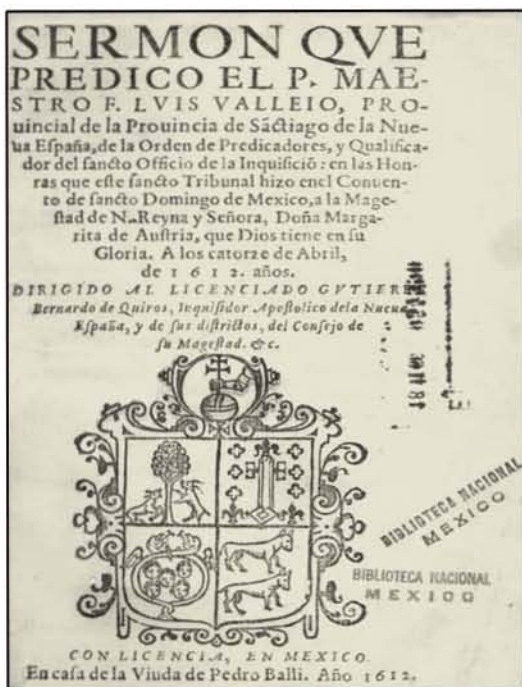 SERMON QVE
PREDICO EL P. MAE-
STRO F. LVIS VALLEIO, PRO-
uincial de la Prouincia de Sãctiago de la Nue-
ua España, de la Orden de Predicadores, y Qualifica-
dor del sancto Officio de la Inquisiciõ: en las Hon-
ras que este sancto Tribunal hizo enel Conuen-
to de sancto Domingo de Mexico, a la Mage-
stad de N. Reyna y Señora, Doña Marga-
rita de Austria, que Dios tiene en su
Gloria. A los catorze de Abril,
de 1612. años.
DIRIGIDO AL LICENCIADO GVTIERR
Bernardo de Quiros, Inquisidor Apostolico dela Nueua
España, y de sus districtos, del Consejo de
su Magestad. &c.
BIBLIOTECA NACIONAL
MEXICO
BIBLIOTECA NACIONAL
MEXICO
CON LICENCIA, EN MEXICO.
En casa de la Viuda de Pedro Balli. Año 1612.